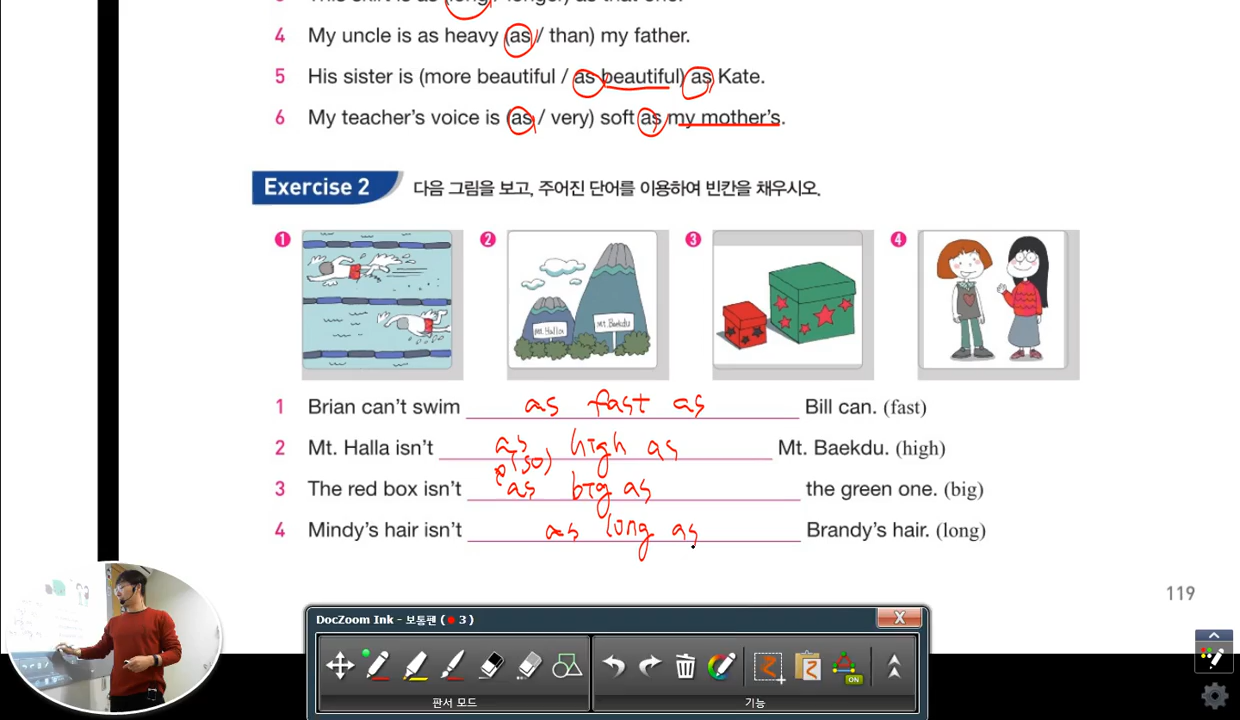 This skirt is as (long / longer) as that one.
4 My uncle is as heavy (as / than) my father.
5 His sister is (more beautiful / as beautiful) as Kate.
6 My teacher's voice is (as / very) soft as my mother's.
Exercise 2 다음 그림을 보고, 주어진 단어를 이용하여 빈칸을 채우시오.
1 2 3 4
Mt. Halla Mt. Baekdu
1 Brian can't swim as fast as Bill can. (fast)
2 Mt. Halla isn't as high as Mt. Baekdu. (high)
(so)
3 The red box isn't as big as the green one. (big)
4 Mindy's hair isn't as long as Brandy's hair. (long)
119
DocZoom Ink - 보통펜 ( 3 )
ON
판서 모드 기능